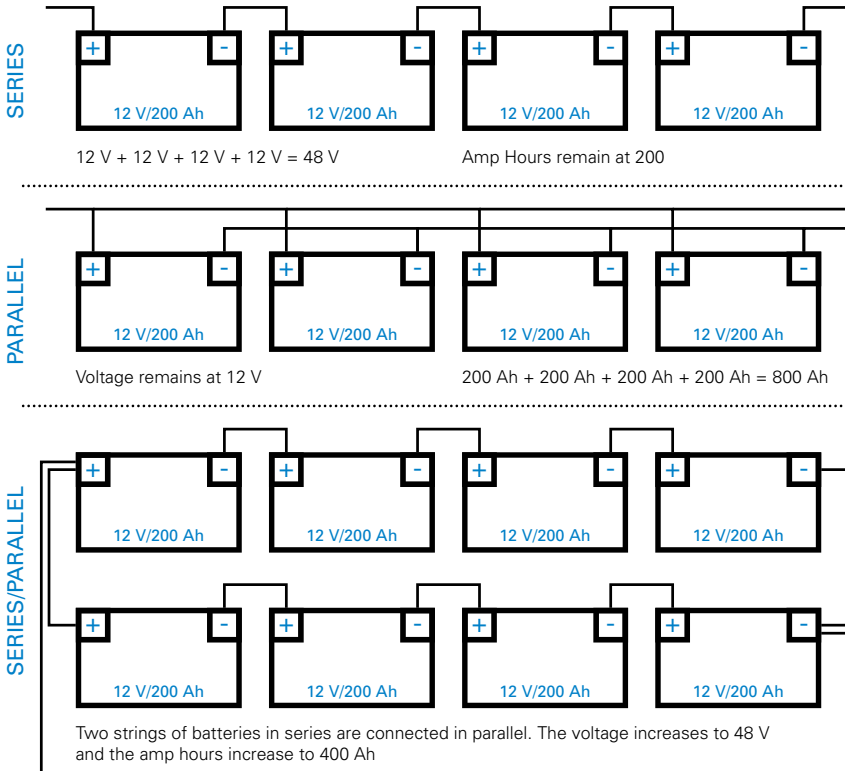 SERIES
+ - + - + - + -
12 V/200 Ah 12 V/200 Ah 12 V/200 Ah 12 V/200 Ah
12 V + 12 V + 12 V + 12 V = 48 V Amp Hours remain at 200
PARALLEL
+ - + - + - + -
12 V/200 Ah 12 V/200 Ah 12 V/200 Ah 12 V/200 Ah
Voltage remains at 12 V 200 Ah + 200 Ah + 200 Ah + 200 Ah = 800 Ah
SERIES/PARALLEL
+ - + - + - + -
12 V/200 Ah 12 V/200 Ah 12 V/200 Ah 12 V/200 Ah
+ - + - + - + -
12 V/200 Ah 12 V/200 Ah 12 V/200 Ah 12 V/200 Ah
Two strings of batteries in series are connected in parallel. The voltage increases to 48 V
and the amp hours increase to 400 Ah